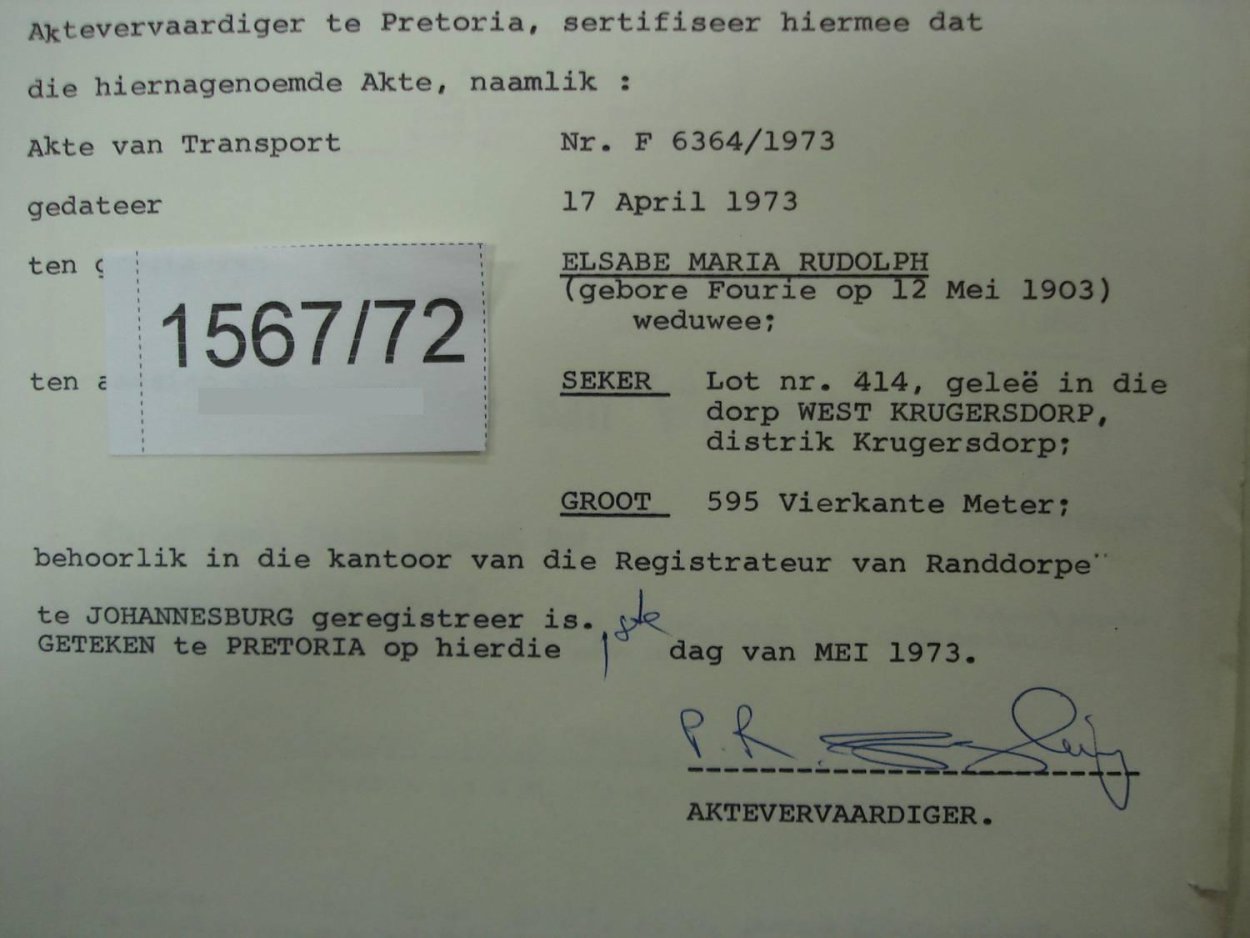 Aktevervaardiger te Pretoria, sertifiseer hiermee dat
die hiernagenoemde Akte, naamlik :
Akte van Transport Nr. F 6364/1973
gedateer 17 April 1973
ten ELSABE MARIA RUDOLPH
(gebore Fourie op 12 Mei 1903)
weduwee;
1567/72
ten SEKER Lot nr. 414, geleë in die
dorp WEST KRUGERSDORP,
distrik Krugersdorp;
GROOT 595 Vierkante Meter;
behoorlik in die kantoor van die Registrateur van Randdorpe
te JOHANNESBURG geregistreer is.
GETEKEN te PRETORIA op hierdie 1ste dag van MEI 1973.
P.R.
AKTEVERVAARDIGER.